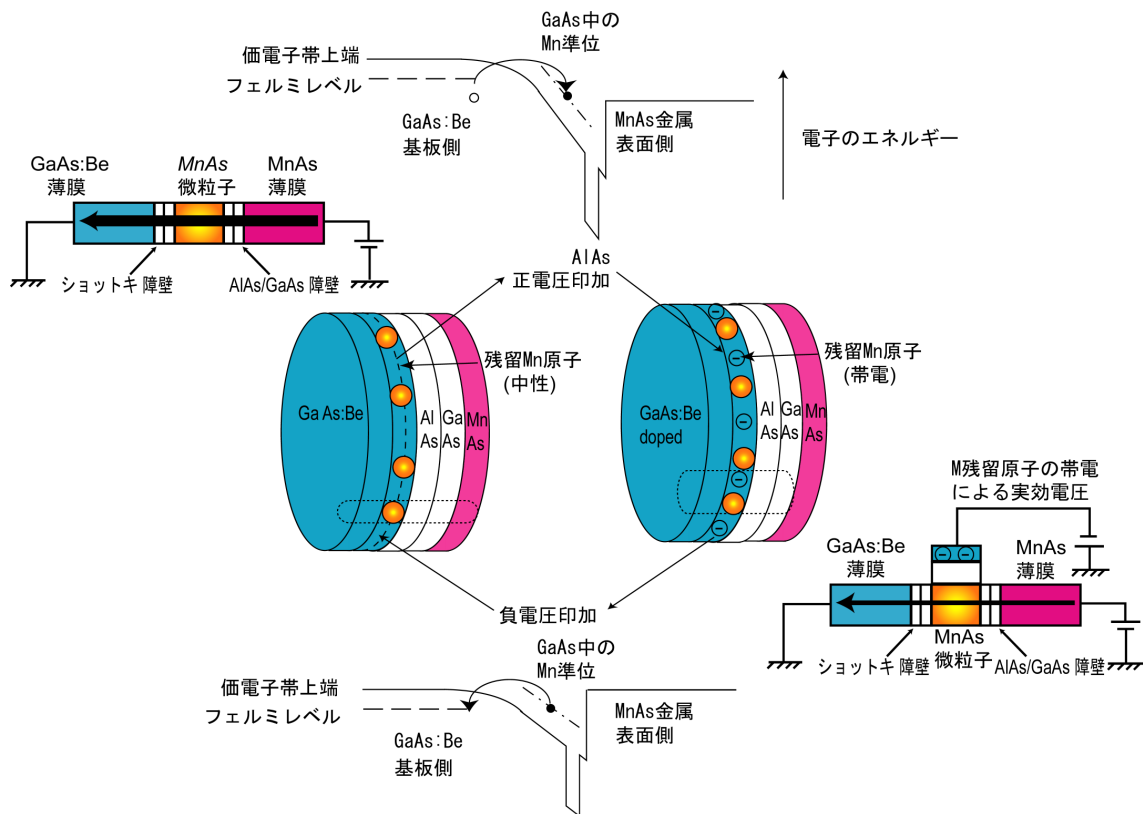 GaAs中の
Mn準位
価電子帯上端
フェルミレベル
GaAs:Be
基板側
MnAs金属
表面側
電子のエネルギー
GaAs:Be
薄膜
MnAs
微粒子
MnAs
薄膜
ショットキ障壁
AlAs/GaAs 障壁
AlAs
正電圧印加
残留Mn原子
(中性)
Ga As:Be
Al
As
Ga
As
Mn
As
残留Mn原子
(帯電)
GaAs:Be
doped
Al
As
Ga
As
Mn
As
M残留原子の帯電
による実効電圧
GaAs:Be
薄膜
MnAs
薄膜
MnAs
微粒子
ショットキ障壁
AlAs/GaAs 障壁
負電圧印加
GaAs中の
Mn準位
価電子帯上端
フェルミレベル
GaAs:Be
基板側
MnAs金属
表面側